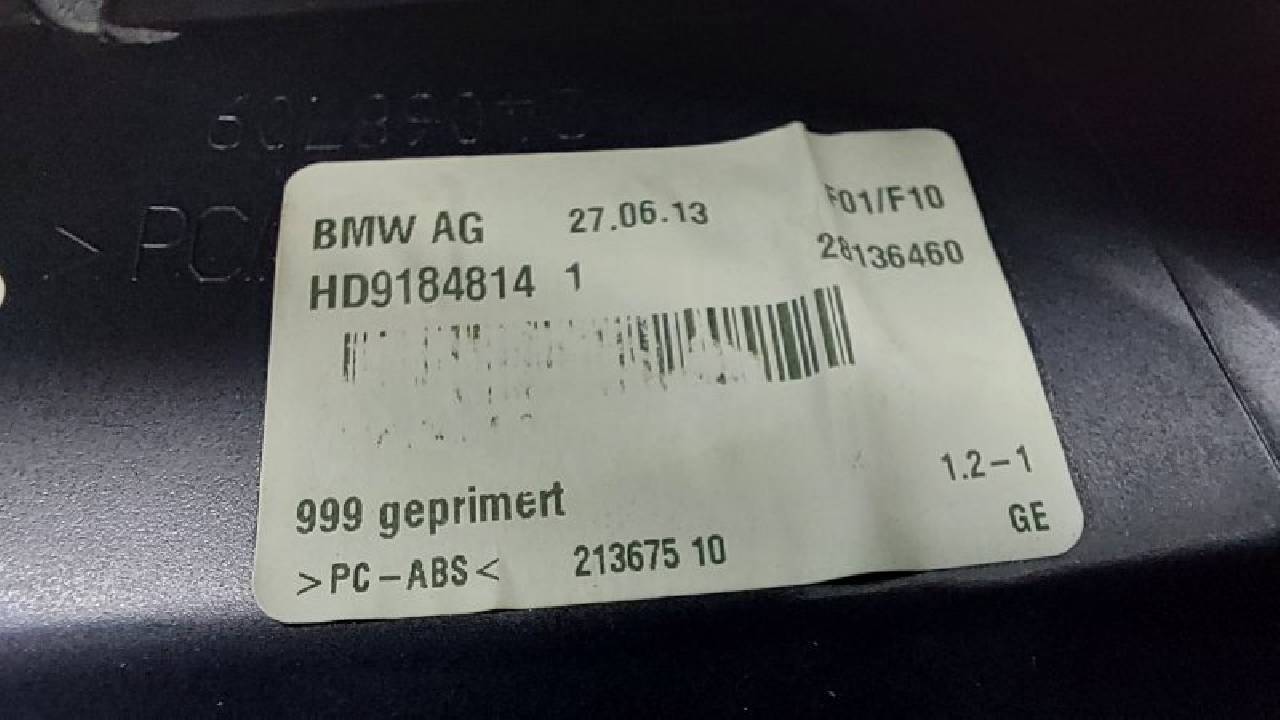 BMW AG 27.06.13 F01/F10
HD9184814 1 28136460
1.2-1
999 geprimert GE
>PC-ABS< 213675 10